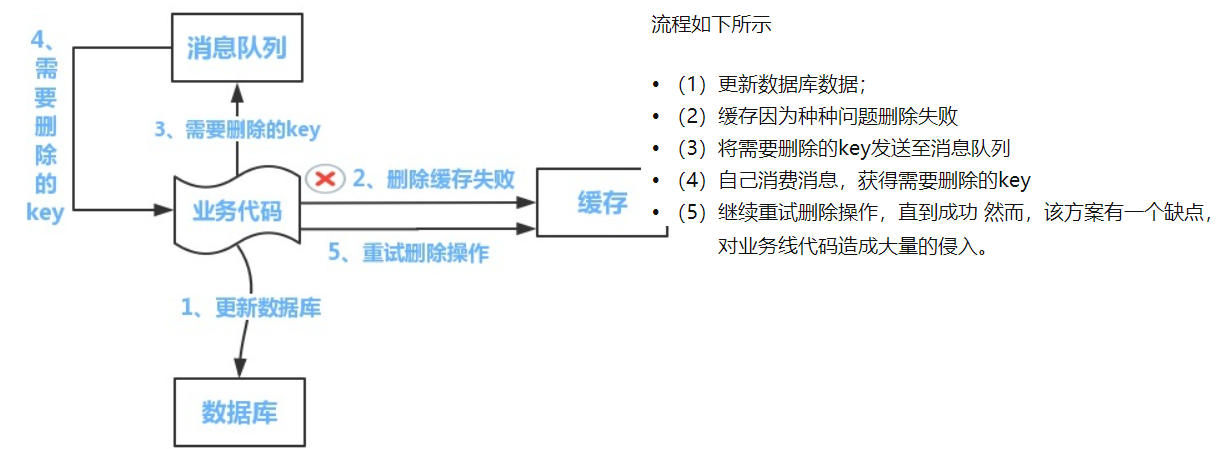 消息队列
4、需要删除的key
3、需要删除的key
业务代码
2、删除缓存失败
缓存
5、重试删除操作
1、更新数据库
数据库
流程如下所示
• （1）更新数据库数据；
• （2）缓存因为种种问题删除失败
• （3）将需要删除的key发送至消息队列
• （4）自己消费消息，获得需要删除的key
• （5）继续重试删除操作，直到成功 然而，该方案有一个缺点，
对业务线代码造成大量的侵入。